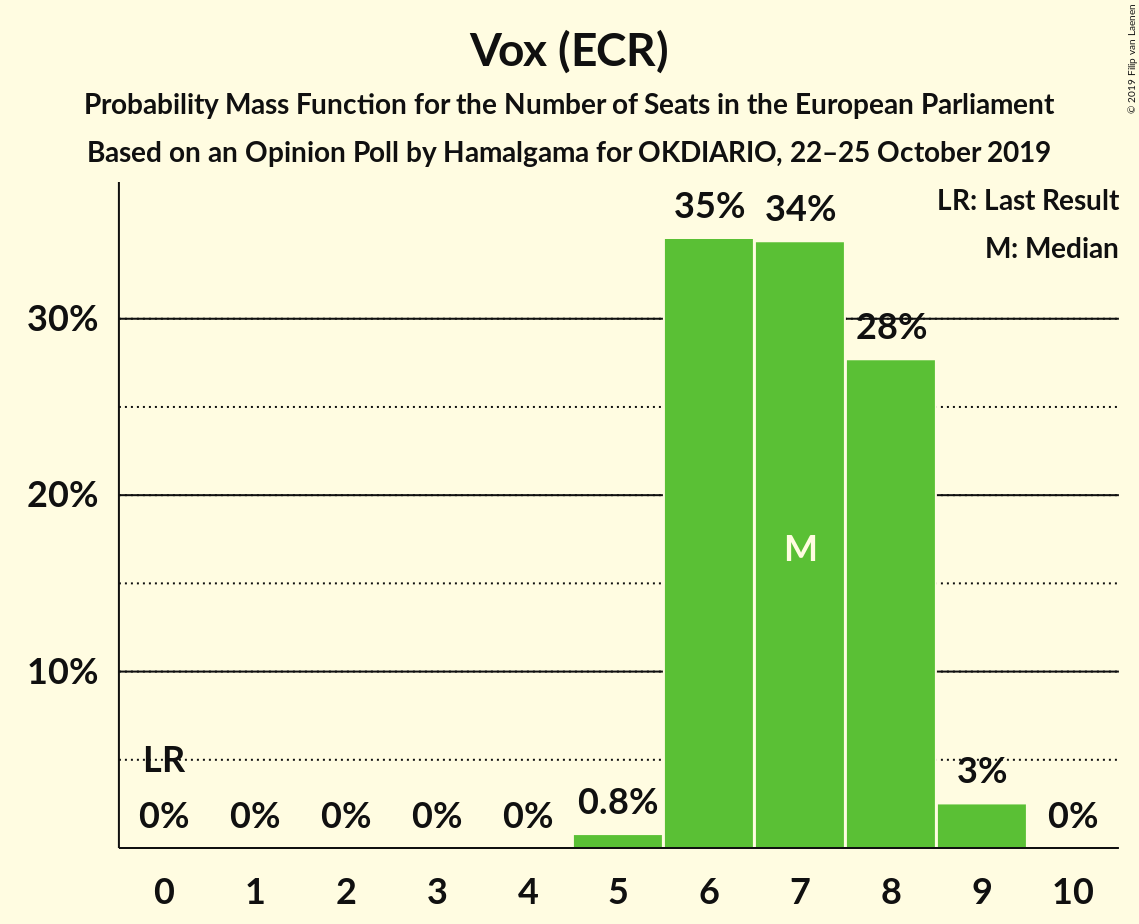 Vox (ECR)
Probability Mass Function for the Number of Seats in the European Parliament
Based on an Opinion Poll by Hamalgama for OKDIARIO, 22–25 October 2019
© 2019 Filip van Laenen
LR: Last Result
M: Median
35% 34%
30% 28%
20%
M
10%
LR
0% 0% 0% 0% 0% 0.8% 3% 0%
0 1 2 3 4 5 6 7 8 9 10